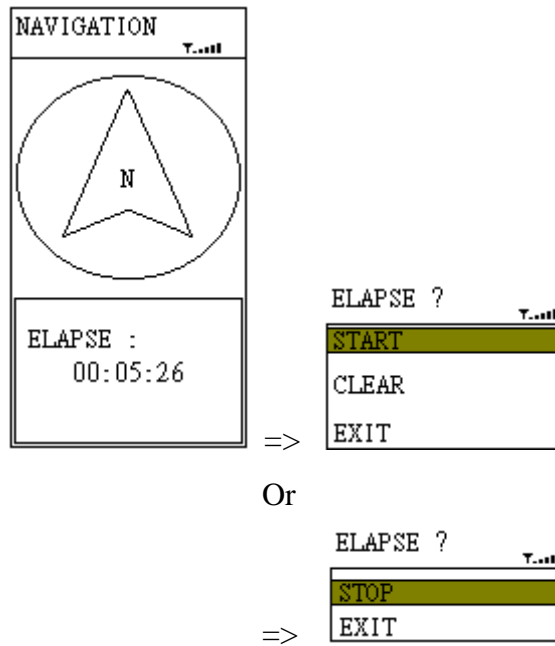 NAVIGATION
N
ELAPSE :
00:05:26
=>
ELAPSE ?
START
CLEAR
EXIT
Or
=>
ELAPSE ?
STOP
EXIT